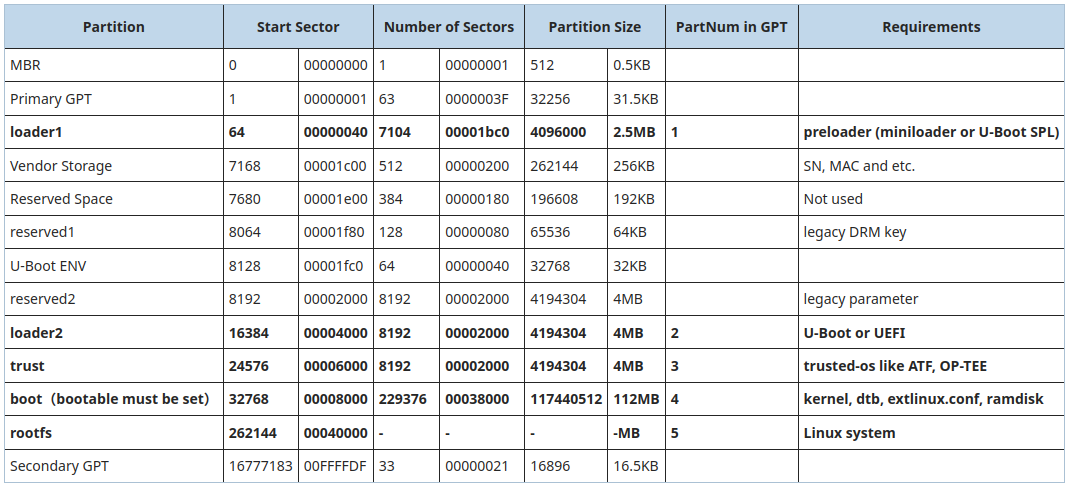 Partition Start Sector Number of Sectors Partition Size PartNum in GPT Requirements
MBR 0 00000000 1 00000001 512 0.5KB
Primary GPT 1 00000001 63 0000003F 32256 31.5KB
loader1 64 00000040 7104 00001bc0 4096000 2.5MB 1 preloader (miniloader or U-Boot SPL)
Vendor Storage 7168 00001c00 512 00000200 262144 256KB SN, MAC and etc.
Reserved Space 7680 00001e00 384 00000180 196608 192KB Not used
reserved1 8064 00001f80 128 00000080 65536 64KB legacy DRM key
U-Boot ENV 8128 00001fc0 64 00000040 32768 32KB
reserved2 8192 00002000 8192 00002000 4194304 4MB legacy parameter
loader2 16384 00004000 8192 00002000 4194304 4MB 2 U-Boot or UEFI
trust 24576 00006000 8192 00002000 4194304 4MB 3 trusted-os like ATF, OP-TEE
boot（bootable must be set） 32768 00008000 229376 00038000 117440512 112MB 4 kernel, dtb, extlinux.conf, ramdisk
rootfs 262144 00040000 - - - -MB 5 Linux system
Secondary GPT 16777183 00FFFFDF 33 00000021 16896 16.5KB